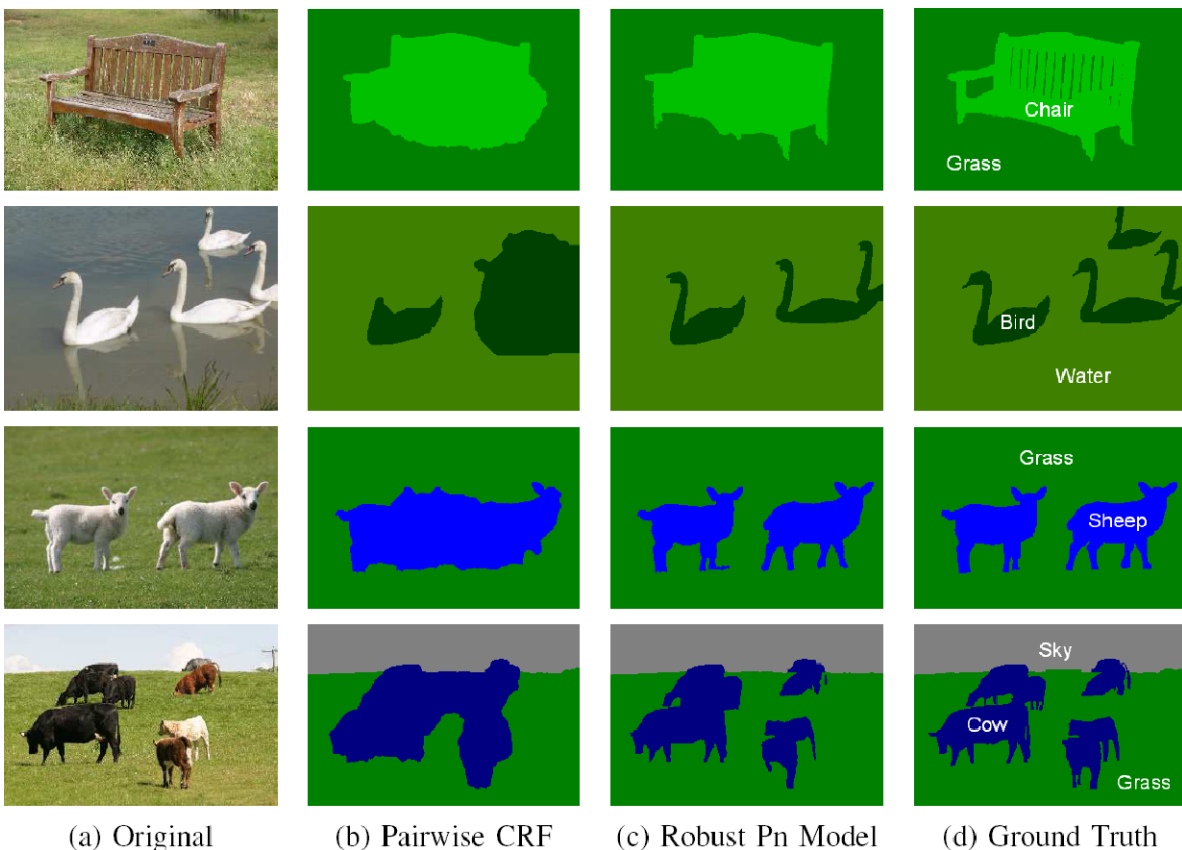 Chair
Grass
Bird
Water
Grass
Sheep
Sky
Cow
Grass
(a) Original
(b) Pairwise CRF
(c) Robust Pn Model
(d) Ground Truth